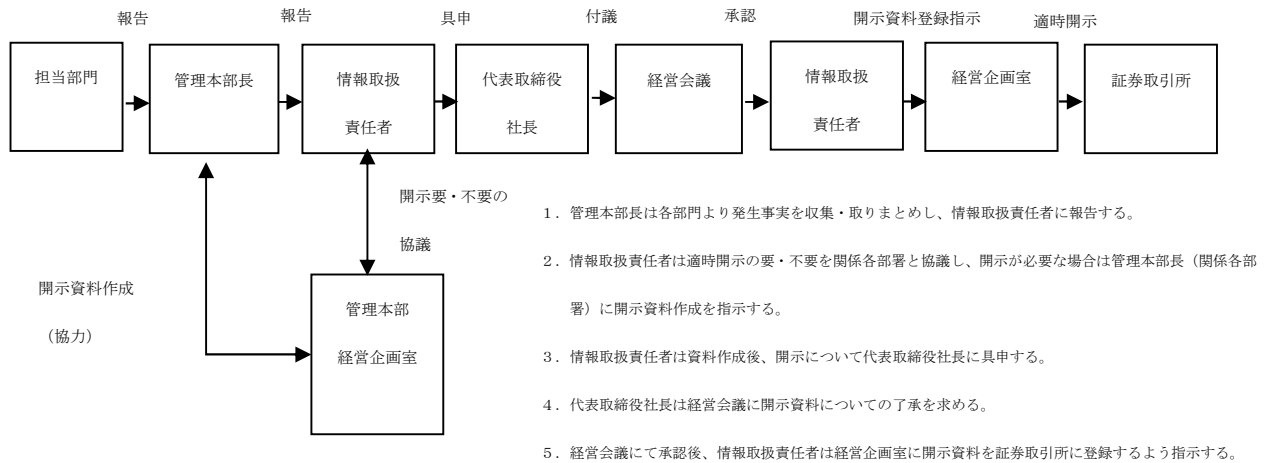 報告
報告
具申
付議
承認
開示資料登録指示
適時開示
担当部門
管理本部長
情報取扱
責任者
代表取締役
社長
経営会議
情報取扱
責任者
経営企画室
証券取引所
開示要・不要の
協議
開示資料作成
（協力）
管理本部
経営企画室
１．管理本部長は各部門より発生事実を収集・取りまとめし、情報取扱責任者に報告する。
２．情報取扱責任者は適時開示の要・不要を関係各部署と協議し、開示が必要な場合は管理本部長（関係各部
署）に開示資料作成を指示する。
３．情報取扱責任者は資料作成後、開示について代表取締役社長に具申する。
４．代表取締役社長は経営会議に開示資料についての了承を求める。
５．経営会議にて承認後、情報取扱責任者は経営企画室に開示資料を証券取引所に登録するよう指示する。